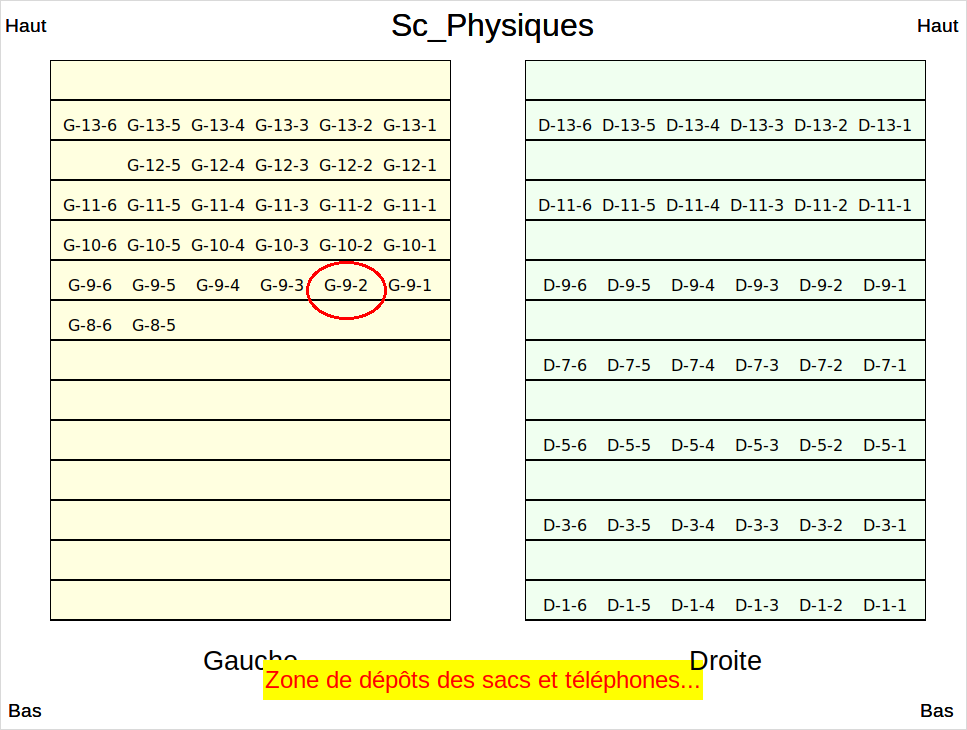 Sc_Physiques
Haut
Haut
G-13-6 G-13-5 G-13-4 G-13-3 G-13-2 G-13-1
G-12-5 G-12-4 G-12-3 G-12-2 G-12-1
G-11-6 G-11-5 G-11-4 G-11-3 G-11-2 G-11-1
G-10-6 G-10-5 G-10-4 G-10-3 G-10-2 G-10-1
G-9-6 G-9-5 G-9-4 G-9-3 G-9-2 G-9-1
G-8-6 G-8-5
D-13-6 D-13-5 D-13-4 D-13-3 D-13-2 D-13-1
D-11-6 D-11-5 D-11-4 D-11-3 D-11-2 D-11-1
D-9-6 D-9-5 D-9-4 D-9-3 D-9-2 D-9-1
D-7-6 D-7-5 D-7-4 D-7-3 D-7-2 D-7-1
D-5-6 D-5-5 D-5-4 D-5-3 D-5-2 D-5-1
D-3-6 D-3-5 D-3-4 D-3-3 D-3-2 D-3-1
D-1-6 D-1-5 D-1-4 D-1-3 D-1-2 D-1-1
Gauche
Droite
Zone de dépôts des sacs et téléphones...
Bas
Bas